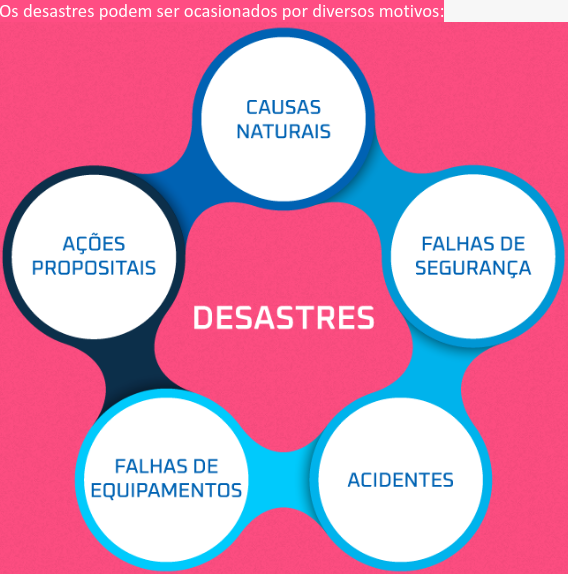 Os desastres podem ser ocasionados por diversos motivos:
CAUSAS
NATURAIS
AÇÕES
PROPOSITAIS
FALHAS DE
SEGURANÇA
DESASTRES
FALHAS DE
EQUIPAMENTOS
ACIDENTES